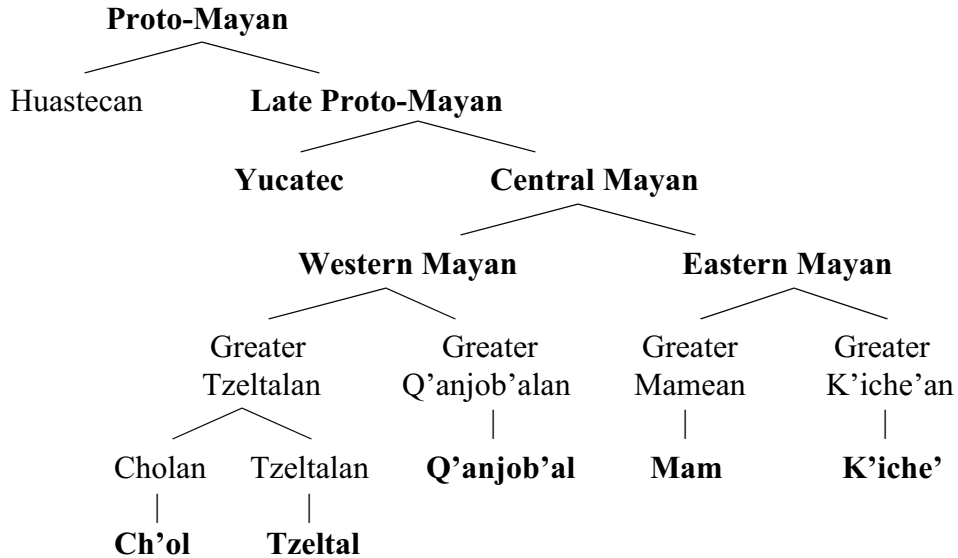 Proto-Mayan
Huastecan Late Proto-Mayan
Yucatec Central Mayan
Western Mayan Eastern Mayan
Greater Greater Greater Greater
Tzeltalan Q’anjob’alan Mamean K’iche’an
Cholan Tzeltalan Q’anjob’al Mam K’iche’
Ch’ol Tzeltal